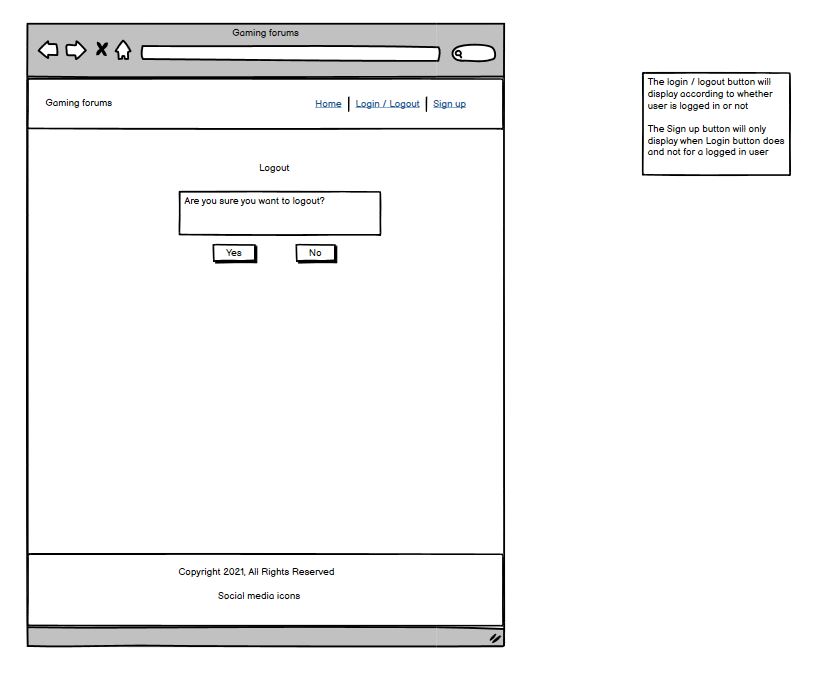 Gaming forums
Gaming forums
Home | Login / Logout | Sign up
Logout
Are you sure you want to logout?
Yes
No
Copyright 2021, All Rights Reserved
Social media icons
The login / logout button will
display according to whether
user is logged in or not
The Sign up button will only
display when Login button does
and not for a logged in user